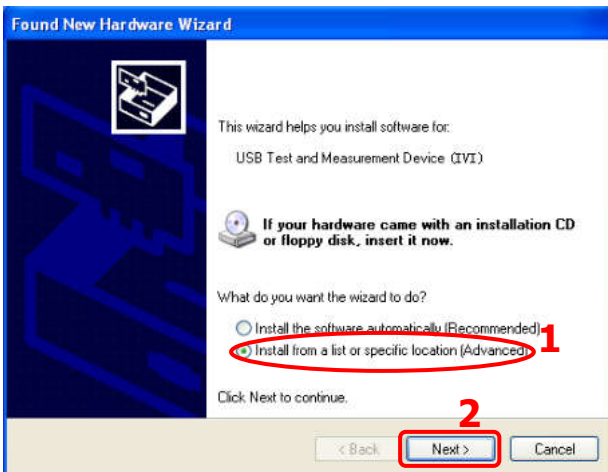 Found New Hardware Wizard
This wizard helps you install software for:
USB Test and Measurement Device (IVI)
If your hardware came with an installation CD
or floppy disk, insert it now.
What do you want the wizard to do?
Install the software automatically (Recommended)
Install from a list or specific location (Advanced)
1
Click Next to continue.
2
< Back
Next >
Cancel